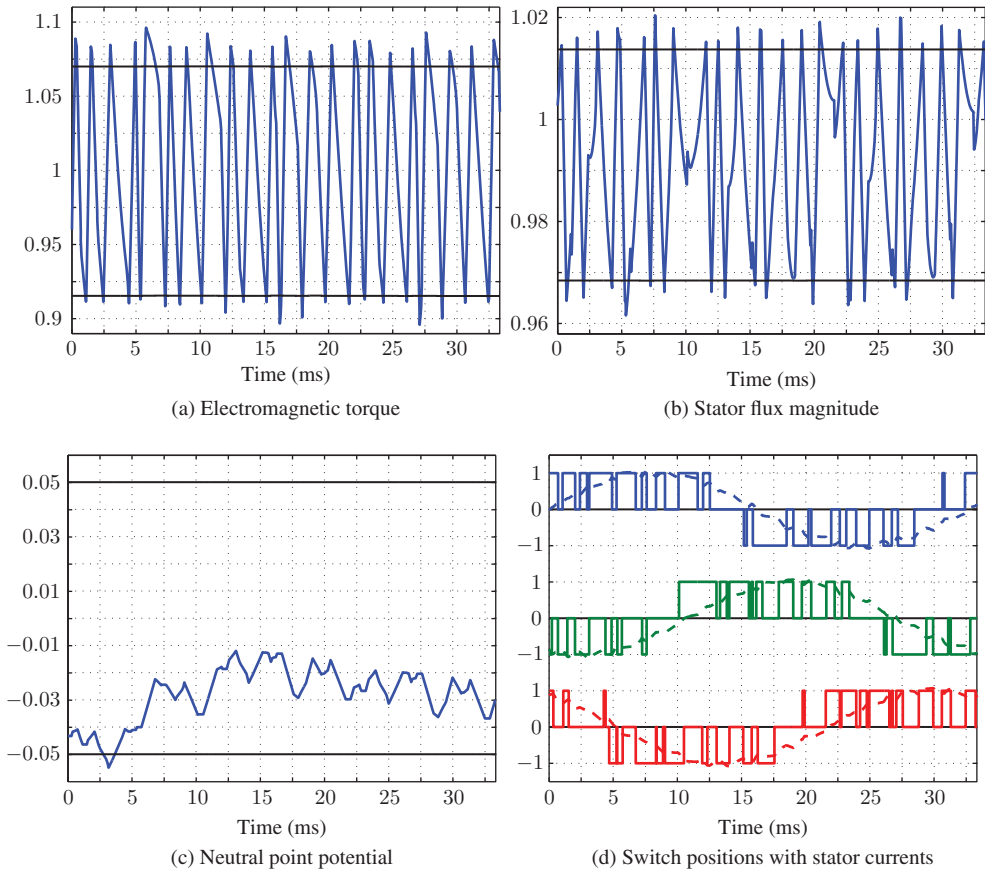 1.1
1.05
1
0.95
0.9
0 5 10 15 20 25 30
Time (ms)
(a) Electromagnetic torque
1.02
1
0.98
0.96
0 5 10 15 20 25 30
Time (ms)
(b) Stator flux magnitude
0.05
0.03
0.01
−0.01
−0.03
−0.05
0 5 10 15 20 25 30
Time (ms)
(c) Neutral point potential
1
0
−1
1
0
−1
1
0
−1
0 5 10 15 20 25 30
Time (ms)
(d) Switch positions with stator currents